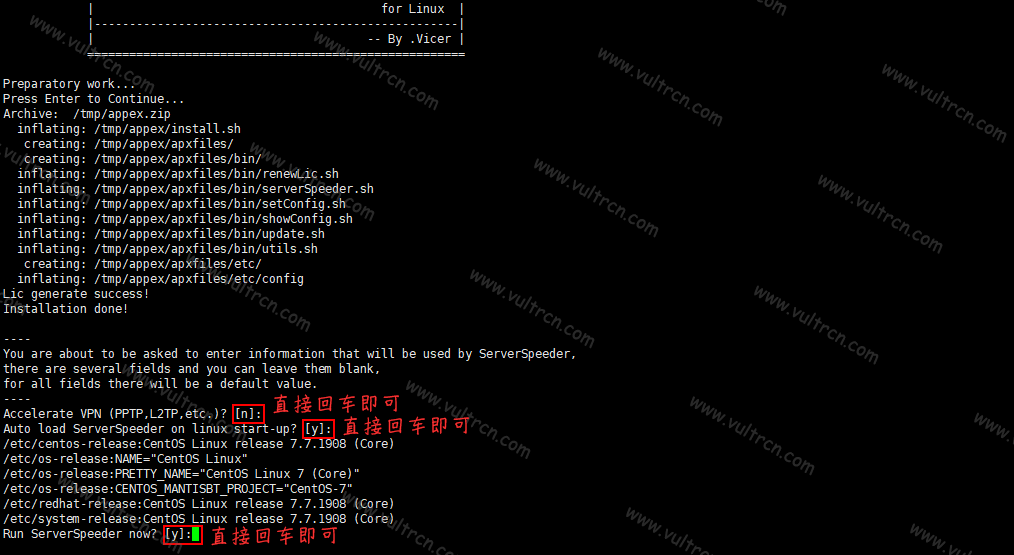 | for Linux |
|----------------------------------------------------|
| -- By .Vicer |
======================================================
Preparatory work...
Press Enter to Continue...
Archive:  /tmp/appex.zip
  inflating: /tmp/appex/install.sh
   creating: /tmp/appex/apxfiles/
   creating: /tmp/appex/apxfiles/bin/
  inflating: /tmp/appex/apxfiles/bin/renewLic.sh
  inflating: /tmp/appex/apxfiles/bin/serverSpeeder.sh
  inflating: /tmp/appex/apxfiles/bin/setConfig.sh
  inflating: /tmp/appex/apxfiles/bin/showConfig.sh
  inflating: /tmp/appex/apxfiles/bin/update.sh
  inflating: /tmp/appex/apxfiles/bin/utils.sh
   creating: /tmp/appex/apxfiles/etc/
  inflating: /tmp/appex/apxfiles/etc/config
Lic generate success!
Installation done!
----
You are about to be asked to enter information that will be used by ServerSpeeder,
there are several fields and you can leave them blank,
for all fields there will be a default value.
----
Accelerate VPN (PPTP,L2TP,etc.)? [n]: 直接回车即可
Auto load ServerSpeeder on linux start-up? [y]: 直接回车即可
/etc/centos-release:CentOS Linux release 7.7.1908 (Core)
/etc/os-release:NAME="CentOS Linux"
/etc/os-release:PRETTY_NAME="CentOS Linux 7 (Core)"
/etc/os-release:CENTOS_MANTISBT_PROJECT="CentOS-7"
/etc/redhat-release:CentOS Linux release 7.7.1908 (Core)
/etc/system-release:CentOS Linux release 7.7.1908 (Core)
Run ServerSpeeder now? [y]: 直接回车即可
www.vultrcn.com